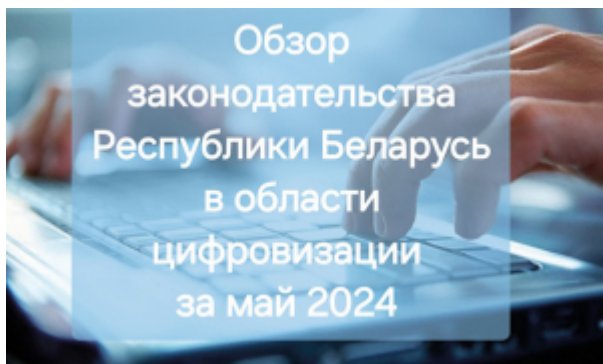 Обзор
законодательства
Республики Беларусь
в области
цифровизации
за май 2024